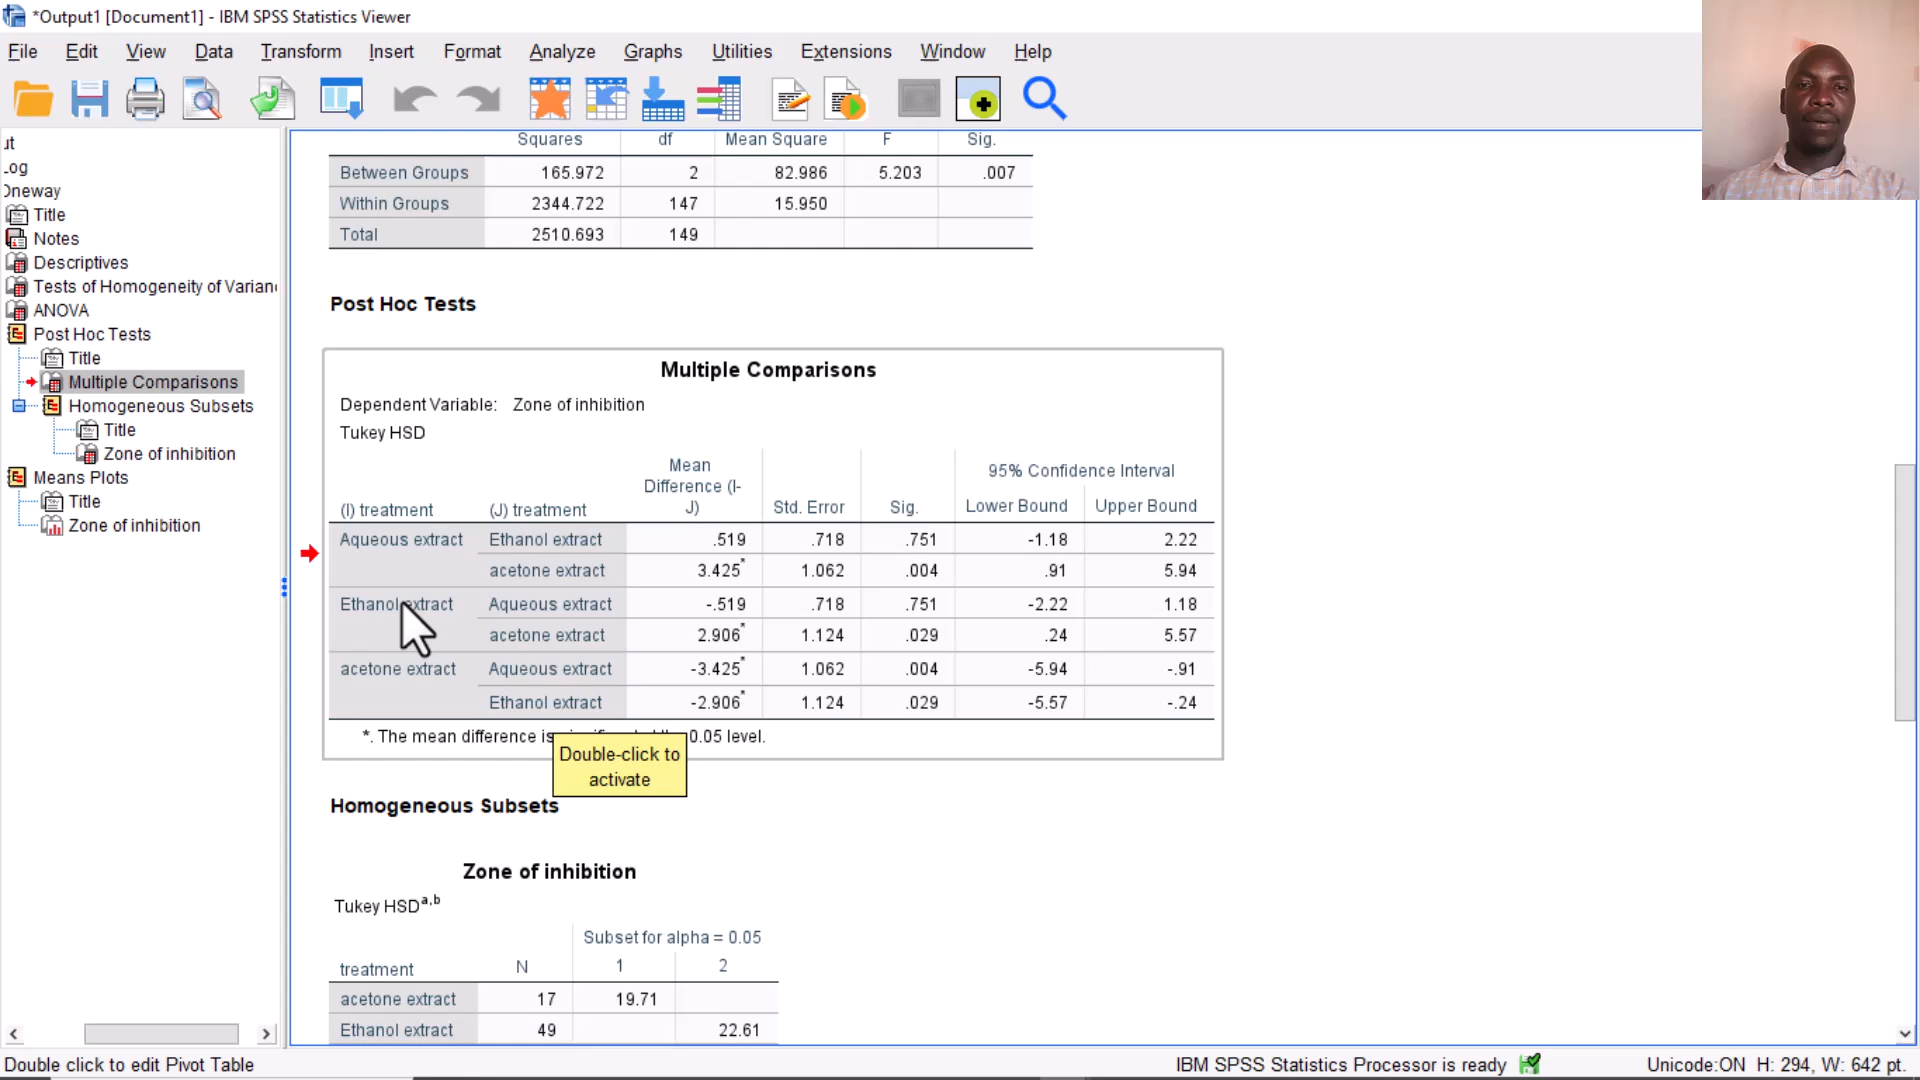 *Output1 [Document1] - IBM SPSS Statistics Viewer
File Edit View Data Transform Insert Format Analyze Graphs Utilities Extensions Window Help
ut
Log
Oneway
Title
Notes
Descriptives
Tests of Homogeneity of Varian
ANOVA
Post Hoc Tests
Title
Multiple Comparisons
Homogeneous Subsets
Title
Zone of inhibition
Means Plots
Title
Zone of inhibition
Squares df Mean Square F Sig.
Between Groups 165.972 2 82.986 5.203 .007
Within Groups 2344.722 147 15.950
Total 2510.693 149
Post Hoc Tests
Multiple Comparisons
Dependent Variable: Zone of inhibition
Tukey HSD
(I) treatment (J) treatment Mean Difference (I-J) Std. Error Sig. 95% Confidence Interval
Lower Bound Upper Bound
Aqueous extract Ethanol extract .519 .718 .751 -1.18 2.22
acetone extract 3.425* 1.062 .004 .91 5.94
Ethanol extract Aqueous extract -.519 .718 .751 -2.22 1.18
acetone extract 2.906* 1.124 .029 .24 5.57
acetone extract Aqueous extract -3.425* 1.062 .004 -5.94 -.91
Ethanol extract -2.906* 1.124 .029 -5.57 -.24
*. The mean difference is 0.05 level.
Double-click to
activate
Homogeneous Subsets
Zone of inhibition
Tukey HSDa,b
Subset for alpha = 0.05
treatment N 1 2
acetone extract 17 19.71
Ethanol extract 49 22.61
Double click to edit Pivot Table
IBM SPSS Statistics Processor is ready
Unicode:ON H: 294, W: 642 pt.